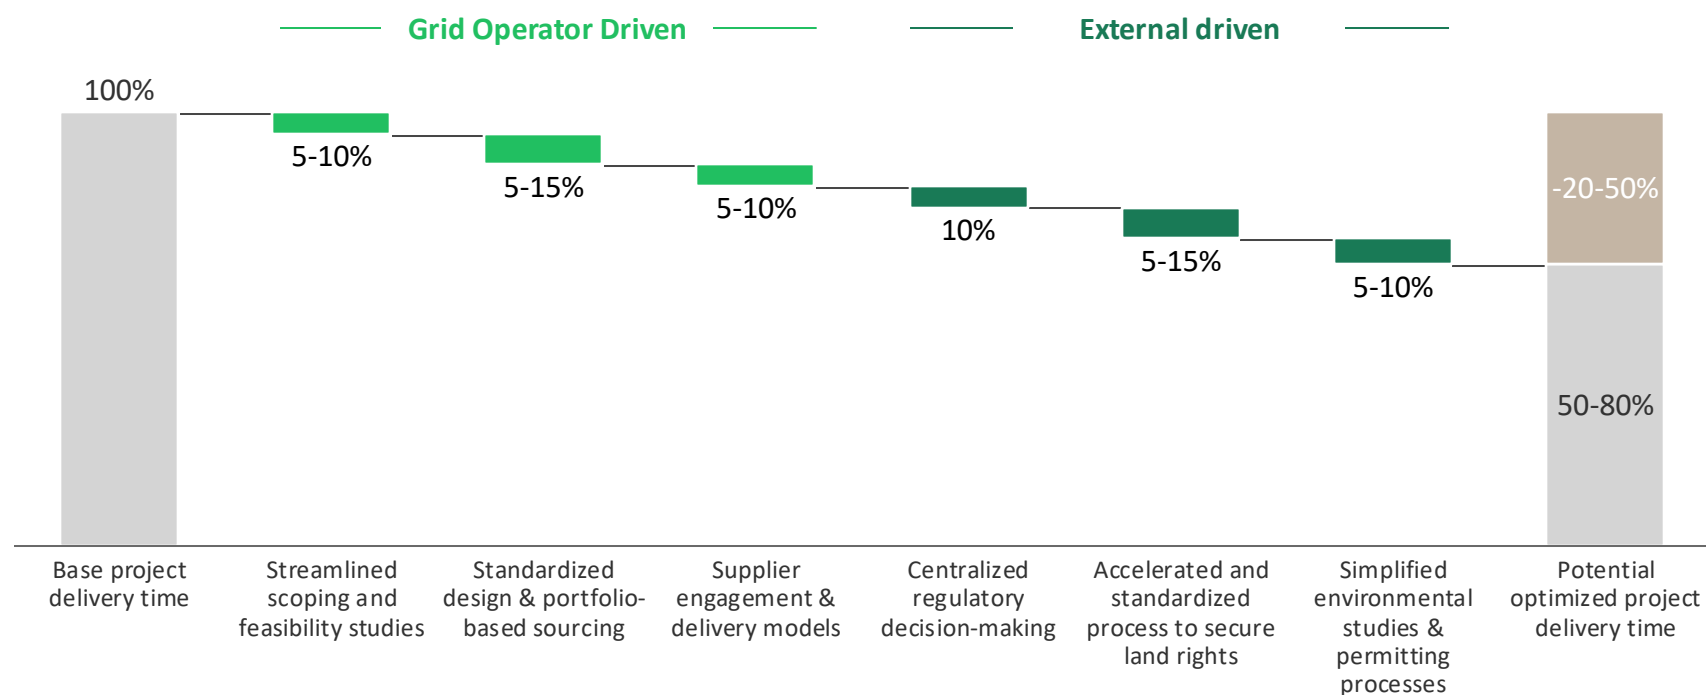 Grid Operator Driven
External driven
100%
5-10%
5-15%
5-10%
10%
5-15%
5-10%
-20-50%
50-80%
Base project
delivery time
Streamlined
scoping and
feasibility studies
Standardized
design & portfolio-
based sourcing
Supplier
engagement &
delivery models
Centralized
regulatory
decision-making
Accelerated and
standardized
process to secure
land rights
Simplified
environmental
studies &
permitting
processes
Potential
optimized project
delivery time